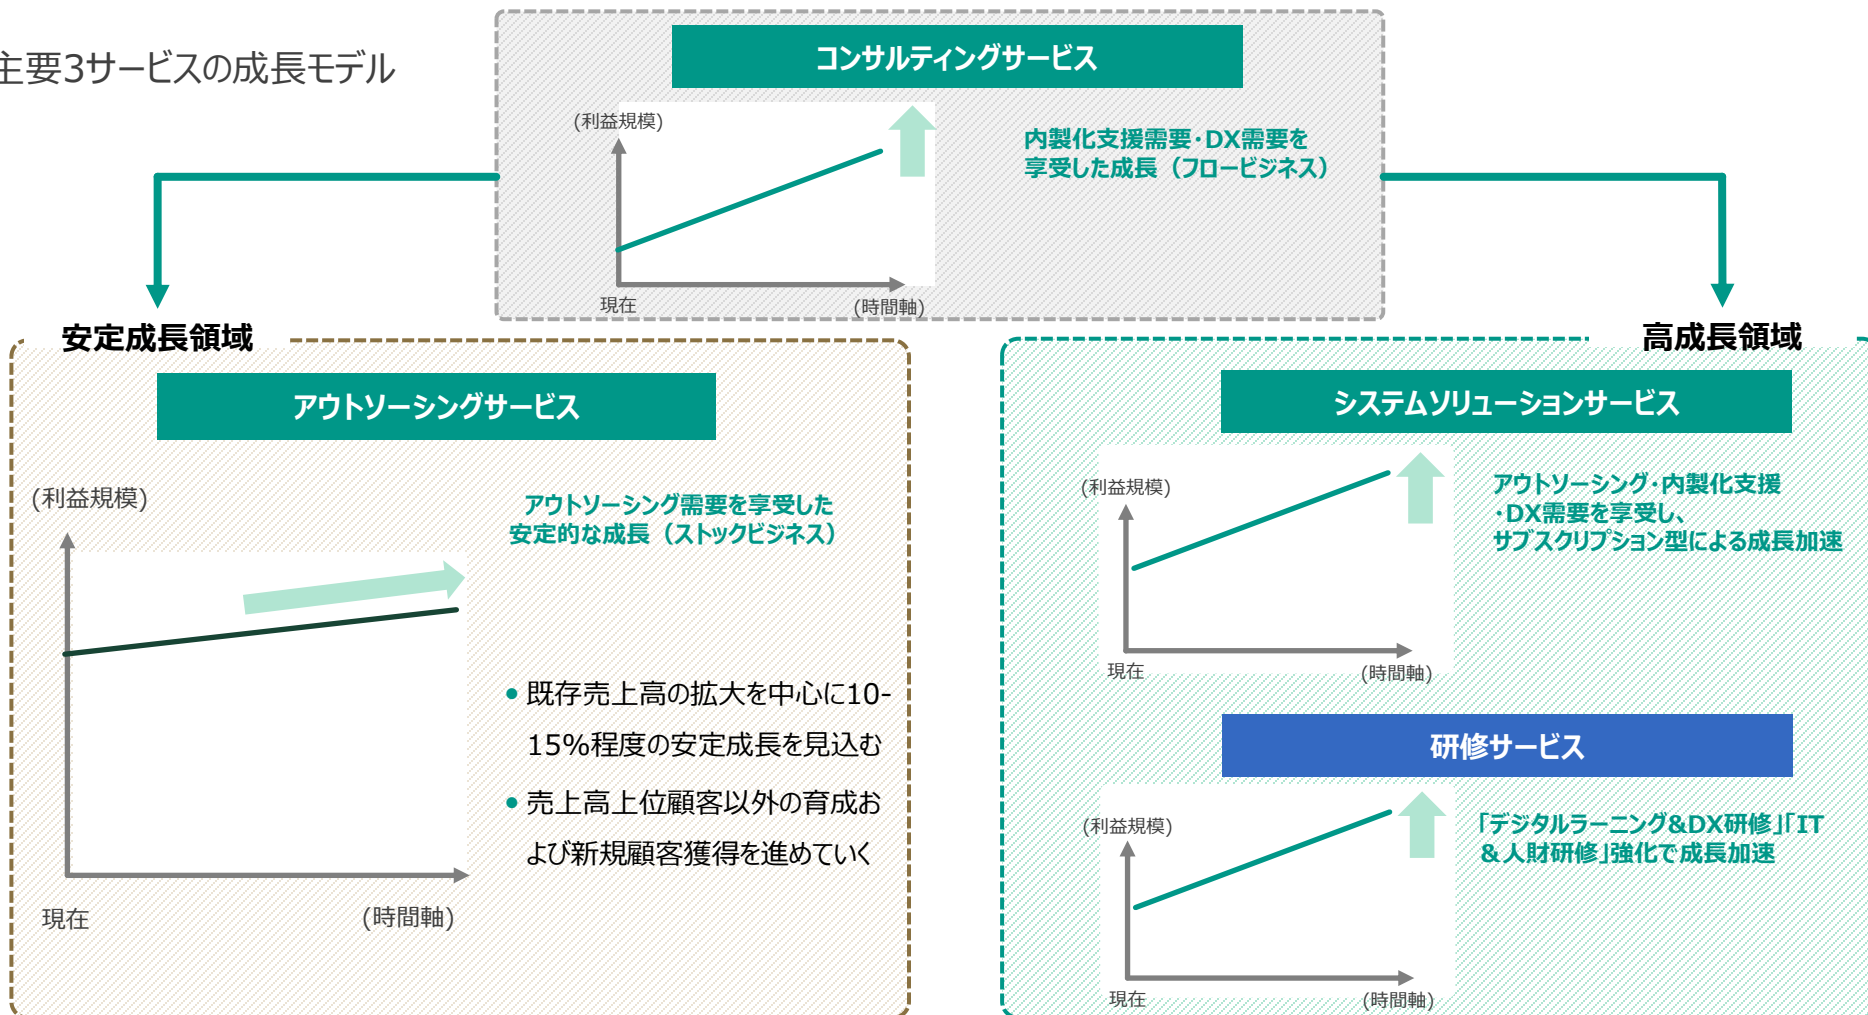 主要3サービスの成長モデル
コンサルティングサービス
(利益規模)
内製化支援需要・DX需要を
享受した成長（フロービジネス）
現在
(時間軸)
安定成長領域
アウトソーシングサービス
(利益規模)
アウトソーシング需要を享受した
安定的な成長（ストックビジネス）
• 既存売上高の拡大を中心に10-
15%程度の安定成長を見込む
• 売上高上位顧客以外の育成お
よび新規顧客獲得を進めていく
現在
(時間軸)
高成長領域
システムソリューションサービス
(利益規模)
アウトソーシング・内製化支援
・DX需要を享受し、
サブスクリプション型による成長加速
現在
(時間軸)
研修サービス
(利益規模)
「デジタルラーニング&DX研修」「IT
&人財研修」強化で成長加速
現在
(時間軸)